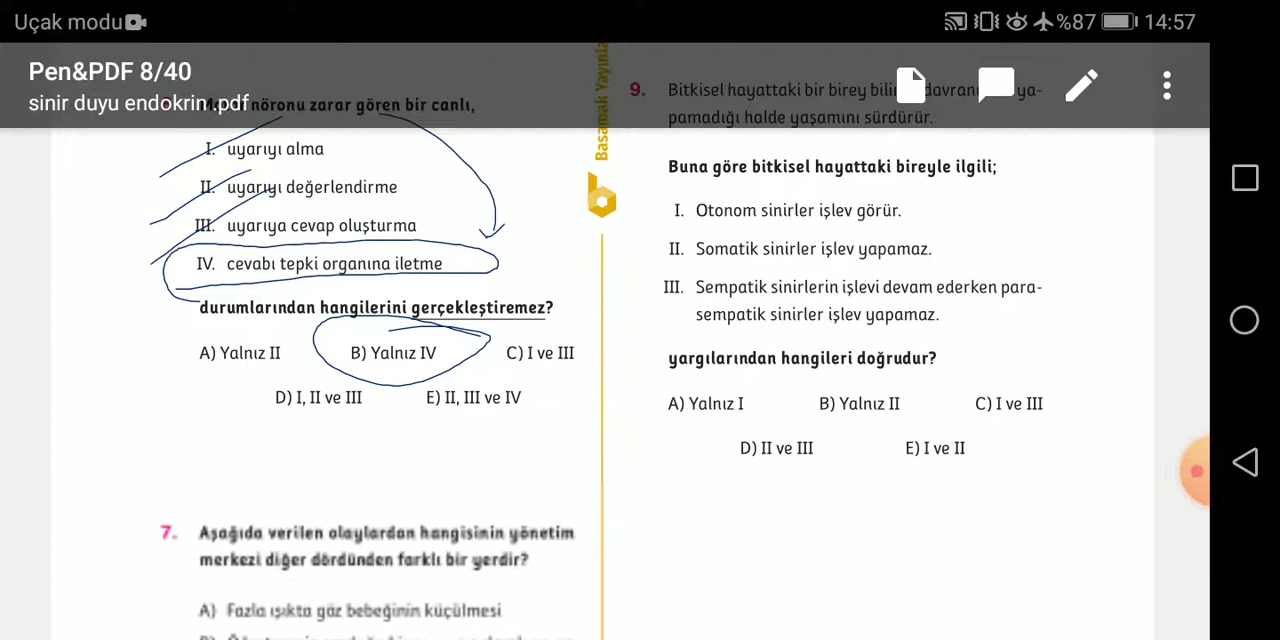 Uçak modu
%87 14:57
Pen&PDF 8/40
sinir duyu endokrin.pdf
nöronu zarar gören bir canlı,
I. uyarıyı alma
II. uyarıyı değerlendirme
III. uyarıya cevap oluşturma
IV. cevabı tepki organına iletme
durumlarından hangilerini gerçekleştiremez?
A) Yalnız II B) Yalnız IV C) I ve III
D) I, II ve III E) II, III ve IV
7. Aşağıda verilen olaylardan hangisinin yönetim
merkezi diğer dördünden farklı bir yerdir?
A) Fazla ışıkta göz bebeğinin küçülmesi
Basamak Yayınla
9. Bitkisel hayattaki bir birey
pamadığı halde yaşamını sürdürür.
Buna göre bitkisel hayattaki bireyle ilgili;
I. Otonom sinirler işlev görür.
II. Somatik sinirler işlev yapamaz.
III. Sempatik sinirlerin işlevi devam ederken para-
sempatik sinirler işlev yapamaz.
yargılarından hangileri doğrudur?
A) Yalnız I B) Yalnız II C) I ve III
D) II ve III E) I ve II